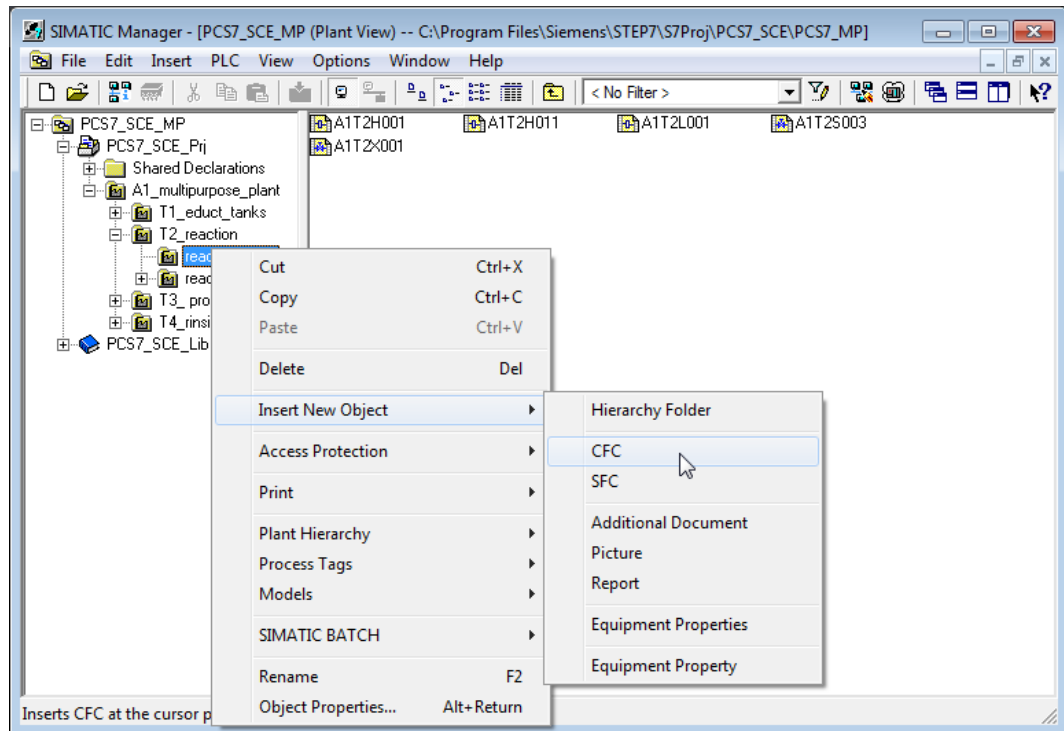 SIMATIC Manager - [PCS7_SCE_MP (Plant View) -- C:\Program Files\Siemens\STEP7\S7Proj\PCS7_SCE\PCS7_MP]
File Edit Insert PLC View Options Window Help
< No Filter >
PCS7_SCE_MP
PCS7_SCE_Prj
Shared Declarations
A1_multipurpose_plant
T1_educt_tanks
T2_reaction
reac
reac
T3_ pro
T4_rinsi
PCS7_SCE_Lib
A1T2H001 A1T2H011 A1T2L001 A1T2S003
A1T2X001
Cut Ctrl+X
Copy Ctrl+C
Paste Ctrl+V
Delete Del
Insert New Object
Access Protection
Print
Plant Hierarchy
Process Tags
Models
SIMATIC BATCH
Rename F2
Object Properties... Alt+Return
Hierarchy Folder
CFC
SFC
Additional Document
Picture
Report
Equipment Properties
Equipment Property
Inserts CFC at the cursor p